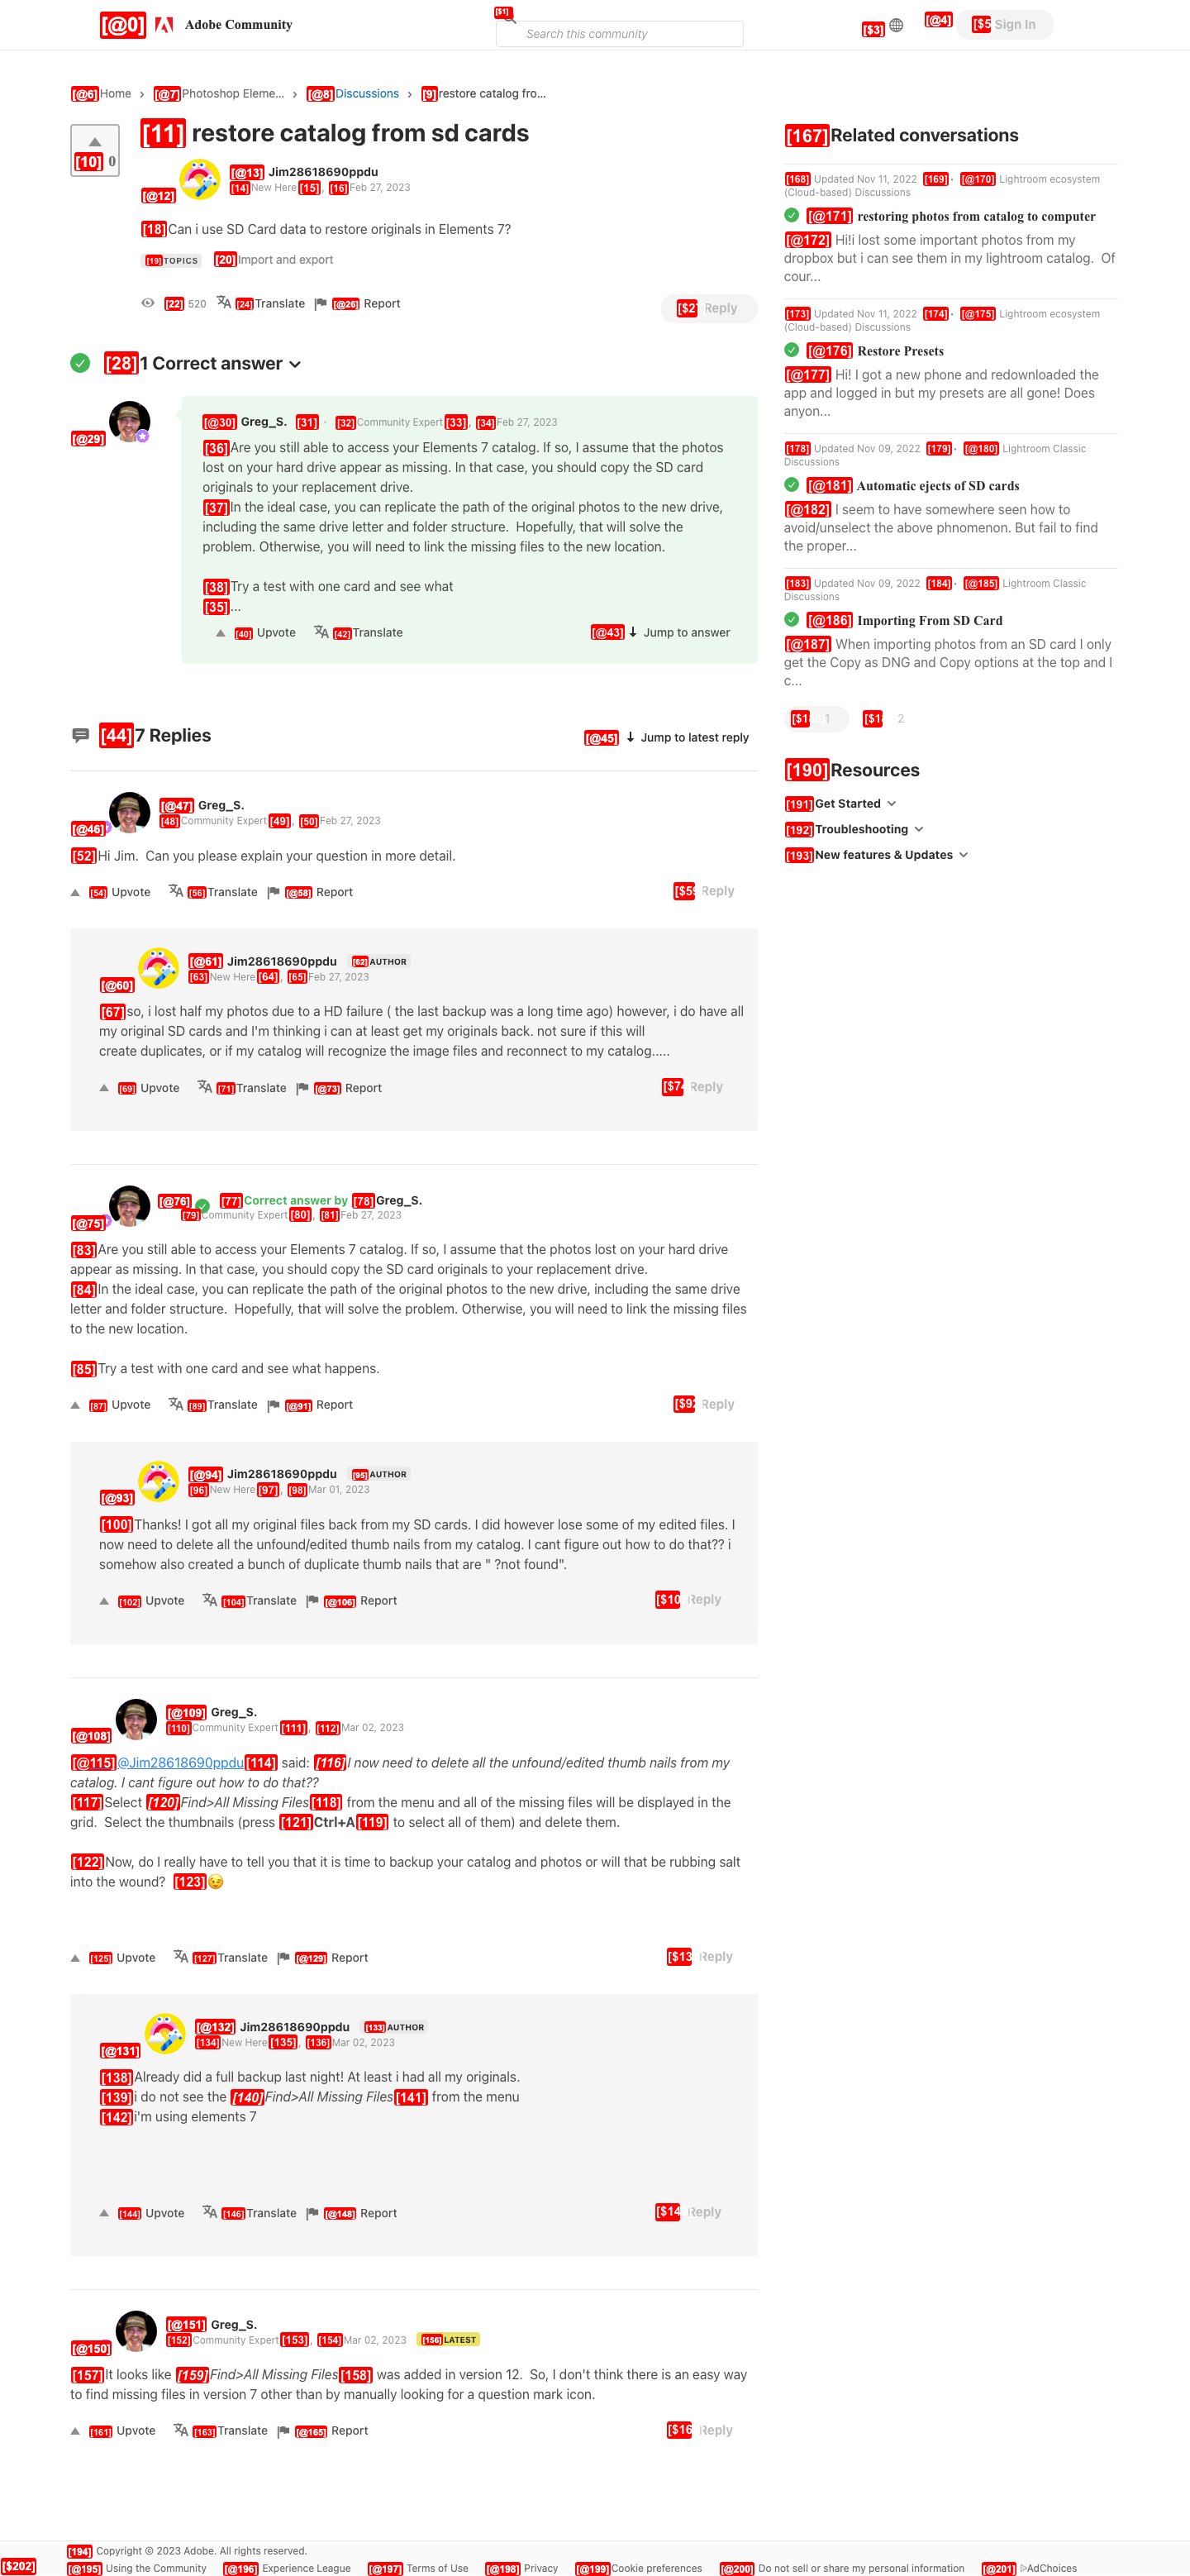 [@0] Adobe Community
[$1]
Search this community
[$3]
[@4]
[$5 Sign In
[@6]Home
[@7]Photoshop Eleme...
[@8]Discussions
[9]restore catalog fro...
[10] 0
[11] restore catalog from sd cards
[@12]
[@13] Jim28618690ppdu
[14]New Here[15], [16]Feb 27, 2023
[18]Can i use SD Card data to restore originals in Elements 7?
[19]TOPICS [20]Import and export
[22] 520 [24]Translate [@26] Report
[$2 Reply
[28]1 Correct answer
[@29]
[@30] Greg_S. [31] · [32]Community Expert[33], [34]Feb 27, 2023
[36]Are you still able to access your Elements 7 catalog. If so, I assume that the photos
lost on your hard drive appear as missing. In that case, you should copy the SD card
originals to your replacement drive.
[37]In the ideal case, you can replicate the path of the original photos to the new drive,
including the same drive letter and folder structure.  Hopefully, that will solve the
problem. Otherwise, you will need to link the missing files to the new location.
[38]Try a test with one card and see what
[35]...
[40] Upvote [42]Translate [@43] Jump to answer
[44]7 Replies
[@45] Jump to latest reply
[@46]
[@47] Greg_S.
[48]Community Expert[49], [50]Feb 27, 2023
[52]Hi Jim.  Can you please explain your question in more detail.
[54] Upvote [56]Translate [@58] Report [$59 Reply
[@60]
[@61] Jim28618690ppdu [62]AUTHOR
[63]New Here[64], [65]Feb 27, 2023
[67]so, i lost half my photos due to a HD failure ( the last backup was a long time ago) however, i do have all
my original SD cards and I'm thinking i can at least get my originals back. not sure if this will
create duplicates, or if my catalog will recognize the image files and reconnect to my catalog.....
[69] Upvote [71]Translate [@73] Report [$74 Reply
[@75]
[@76] [77]Correct answer by [78]Greg_S.
[79]Community Expert[80], [81]Feb 27, 2023
[83]Are you still able to access your Elements 7 catalog. If so, I assume that the photos lost on your hard drive
appear as missing. In that case, you should copy the SD card originals to your replacement drive.
[84]In the ideal case, you can replicate the path of the original photos to the new drive, including the same drive
letter and folder structure.  Hopefully, that will solve the problem. Otherwise, you will need to link the missing files
to the new location.
[85]Try a test with one card and see what happens.
[87] Upvote [89]Translate [@91] Report [$92 Reply
[@93]
[@94] Jim28618690ppdu [95]AUTHOR
[96]New Here[97], [98]Mar 01, 2023
[100]Thanks! I got all my original files back from my SD cards. I did however lose some of my edited files. I
now need to delete all the unfound/edited thumb nails from my catalog. I cant figure out how to do that?? i
somehow also created a bunch of duplicate thumb nails that are " ?not found".
[102] Upvote [104]Translate [@106] Report [$10 Reply
[@108]
[@109] Greg_S.
[110]Community Expert[111], [112]Mar 02, 2023
[@115]@Jim28618690ppdu[114] said: [116]I now need to delete all the unfound/edited thumb nails from my
catalog. I cant figure out how to do that??
[117]Select [120]Find>All Missing Files[118] from the menu and all of the missing files will be displayed in the
grid.  Select the thumbnails (press [121]Ctrl+A[119] to select all of them) and delete them.
[122]Now, do I really have to tell you that it is time to backup your catalog and photos or will that be rubbing salt
into the wound?  [123]😉
[125] Upvote [127]Translate [@129] Report [$13 Reply
[@131]
[@132] Jim28618690ppdu [133]AUTHOR
[134]New Here[135], [136]Mar 02, 2023
[138]Already did a full backup last night! At least i had all my originals.
[139]i do not see the [140]Find>All Missing Files[141] from the menu
[142]i'm using elements 7
[144] Upvote [146]Translate [@148] Report [$14 Reply
[@150]
[@151] Greg_S.
[152]Community Expert[153], [154]Mar 02, 2023 [156]LATEST
[157]It looks like [159]Find>All Missing Files[158] was added in version 12.  So, I don't think there is an easy way
to find missing files in version 7 other than by manually looking for a question mark icon.
[161] Upvote [163]Translate [@165] Report [$16 Reply
[167]Related conversations
[168] Updated Nov 11, 2022 [169]· [@170] Lightroom ecosystem
(Cloud-based) Discussions
[@171] restoring photos from catalog to computer
[@172] Hi!i lost some important photos from my
dropbox but i can see them in my lightroom catalog.  Of
cour...
[173] Updated Nov 11, 2022 [174]· [@175] Lightroom ecosystem
(Cloud-based) Discussions
[@176] Restore Presets
[@177] Hi! I got a new phone and redownloaded the
app and logged in but my presets are all gone! Does
anyon...
[178] Updated Nov 09, 2022 [179]· [@180] Lightroom Classic
Discussions
[@181] Automatic ejects of SD cards
[@182] I seem to have somewhere seen how to
avoid/unselect the above phnomenon. But fail to find
the proper...
[183] Updated Nov 09, 2022 [184]· [@185] Lightroom Classic
Discussions
[@186] Importing From SD Card
[@187] When importing photos from an SD card I only
get the Copy as DNG and Copy options at the top and I
c...
[$1 1 [$1 2
[190]Resources
[191]Get Started
[192]Troubleshooting
[193]New features & Updates
[194] Copyright © 2023 Adobe. All rights reserved.
[$202] [@195] Using the Community [@196] Experience League [@197] Terms of Use [@198] Privacy [@199]Cookie preferences [@200] Do not sell or share my personal information [@201] AdChoices